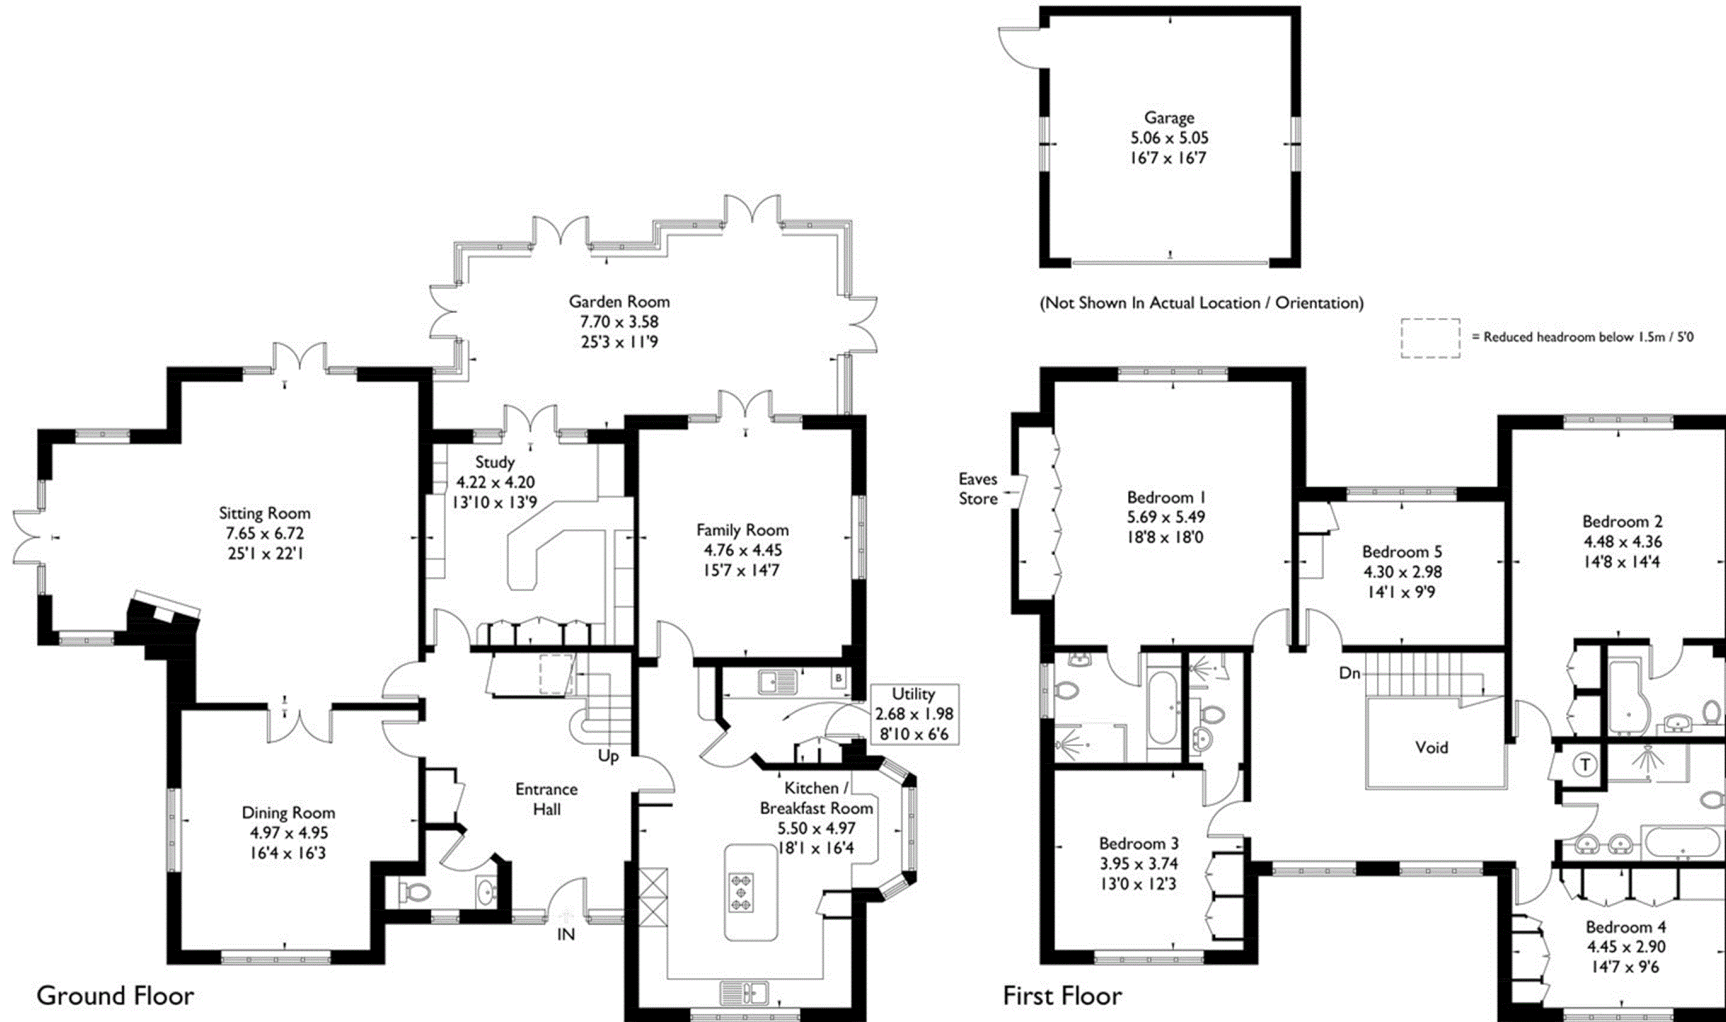 Garage
5.06 x 5.05
16'7 x 16'7
(Not Shown In Actual Location / Orientation)
= Reduced headroom below 1.5m / 5'0
Garden Room
7.70 x 3.58
25'3 x 11'9
Study
4.22 x 4.20
13'10 x 13'9
Sitting Room
7.65 x 6.72
25'1 x 22'1
Family Room
4.76 x 4.45
15'7 x 14'7
B
Utility
2.68 x 1.98
8'10 x 6'6
Up
Entrance
Hall
Kitchen /
Breakfast Room
5.50 x 4.97
18'1 x 16'4
Dining Room
4.97 x 4.95
16'4 x 16'3
IN
Ground Floor
Eaves
Store
Bedroom 1
5.69 x 5.49
18'8 x 18'0
Bedroom 5
4.30 x 2.98
14'1 x 9'9
Bedroom 2
4.48 x 4.36
14'8 x 14'4
Dn
Void
T
Bedroom 3
3.95 x 3.74
13'0 x 12'3
Bedroom 4
4.45 x 2.90
14'7 x 9'6
First Floor